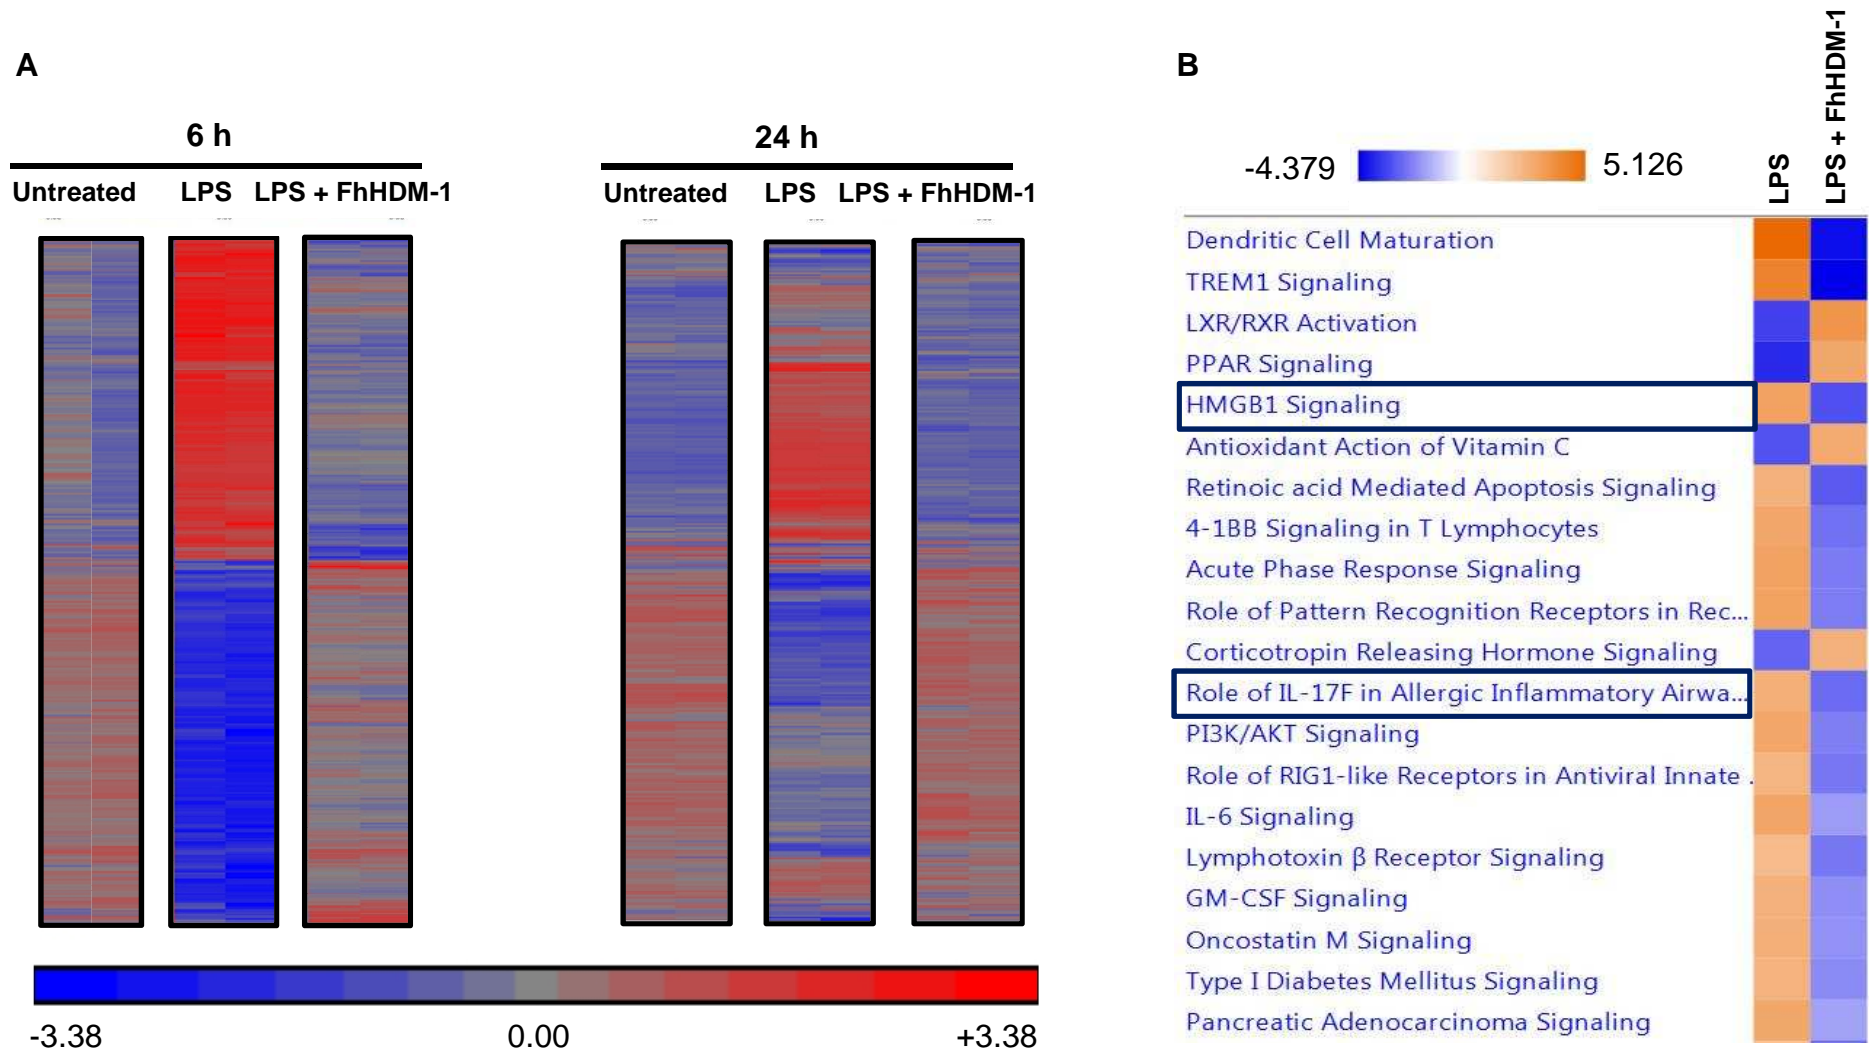 A
6 h
Untreated LPS LPS + FhHDM-1
24 h
Untreated LPS LPS + FhHDM-1
-3.38 0.00 +3.38
B
-4.379 5.126
LPS
LPS + FhHDM-1
Dendritic Cell Maturation
TREM1 Signaling
LXR/RXR Activation
PPAR Signaling
HMGB1 Signaling
Antioxidant Action of Vitamin C
Retinoic acid Mediated Apoptosis Signaling
4-1BB Signaling in T Lymphocytes
Acute Phase Response Signaling
Role of Pattern Recognition Receptors in Rec...
Corticotropin Releasing Hormone Signaling
Role of IL-17F in Allergic Inflammatory Airwa...
PI3K/AKT Signaling
Role of RIG1-like Receptors in Antiviral Innate .
IL-6 Signaling
Lymphotoxin β Receptor Signaling
GM-CSF Signaling
Oncostatin M Signaling
Type I Diabetes Mellitus Signaling
Pancreatic Adenocarcinoma Signaling